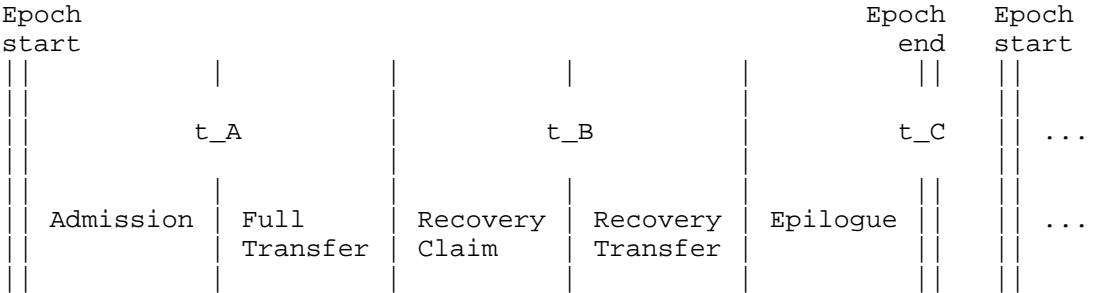 Epoch Epoch Epoch
start end start
t_A t_B t_C ...
Admission Full Recovery Recovery Epilogue ...
Transfer Claim Transfer